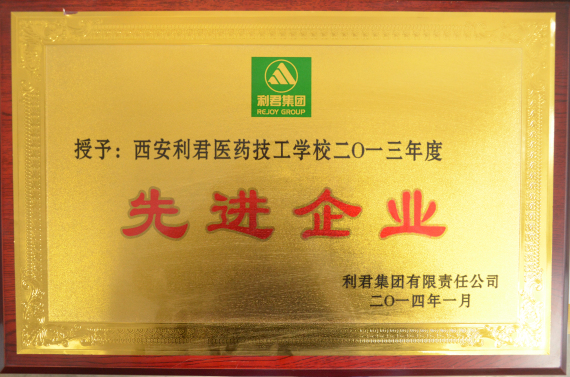 利君集团
REJOY GROUP
授予：西安利君医药技工学校二〇一三年度
先进企业
利君集团有限责任公司
二〇一四年一月